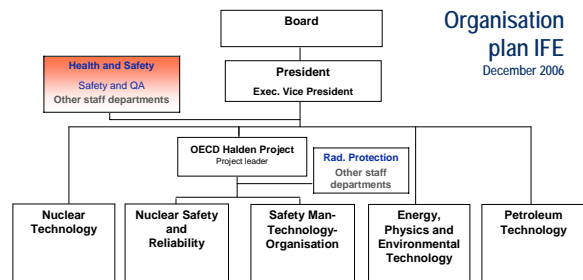 Board
Organisation
plan IFE
December 2006
Health and Safety
Safety and QA
Other staff departments
President
Exec. Vice President
OECD Halden Project
Project leader
Rad. Protection
Other staff
departments
Nuclear
Technology
Nuclear Safety
and
Reliability
Safety Man-
Technology-
Organisation
Energy,
Physics and
Environmental
Technology
Petroleum
Technology